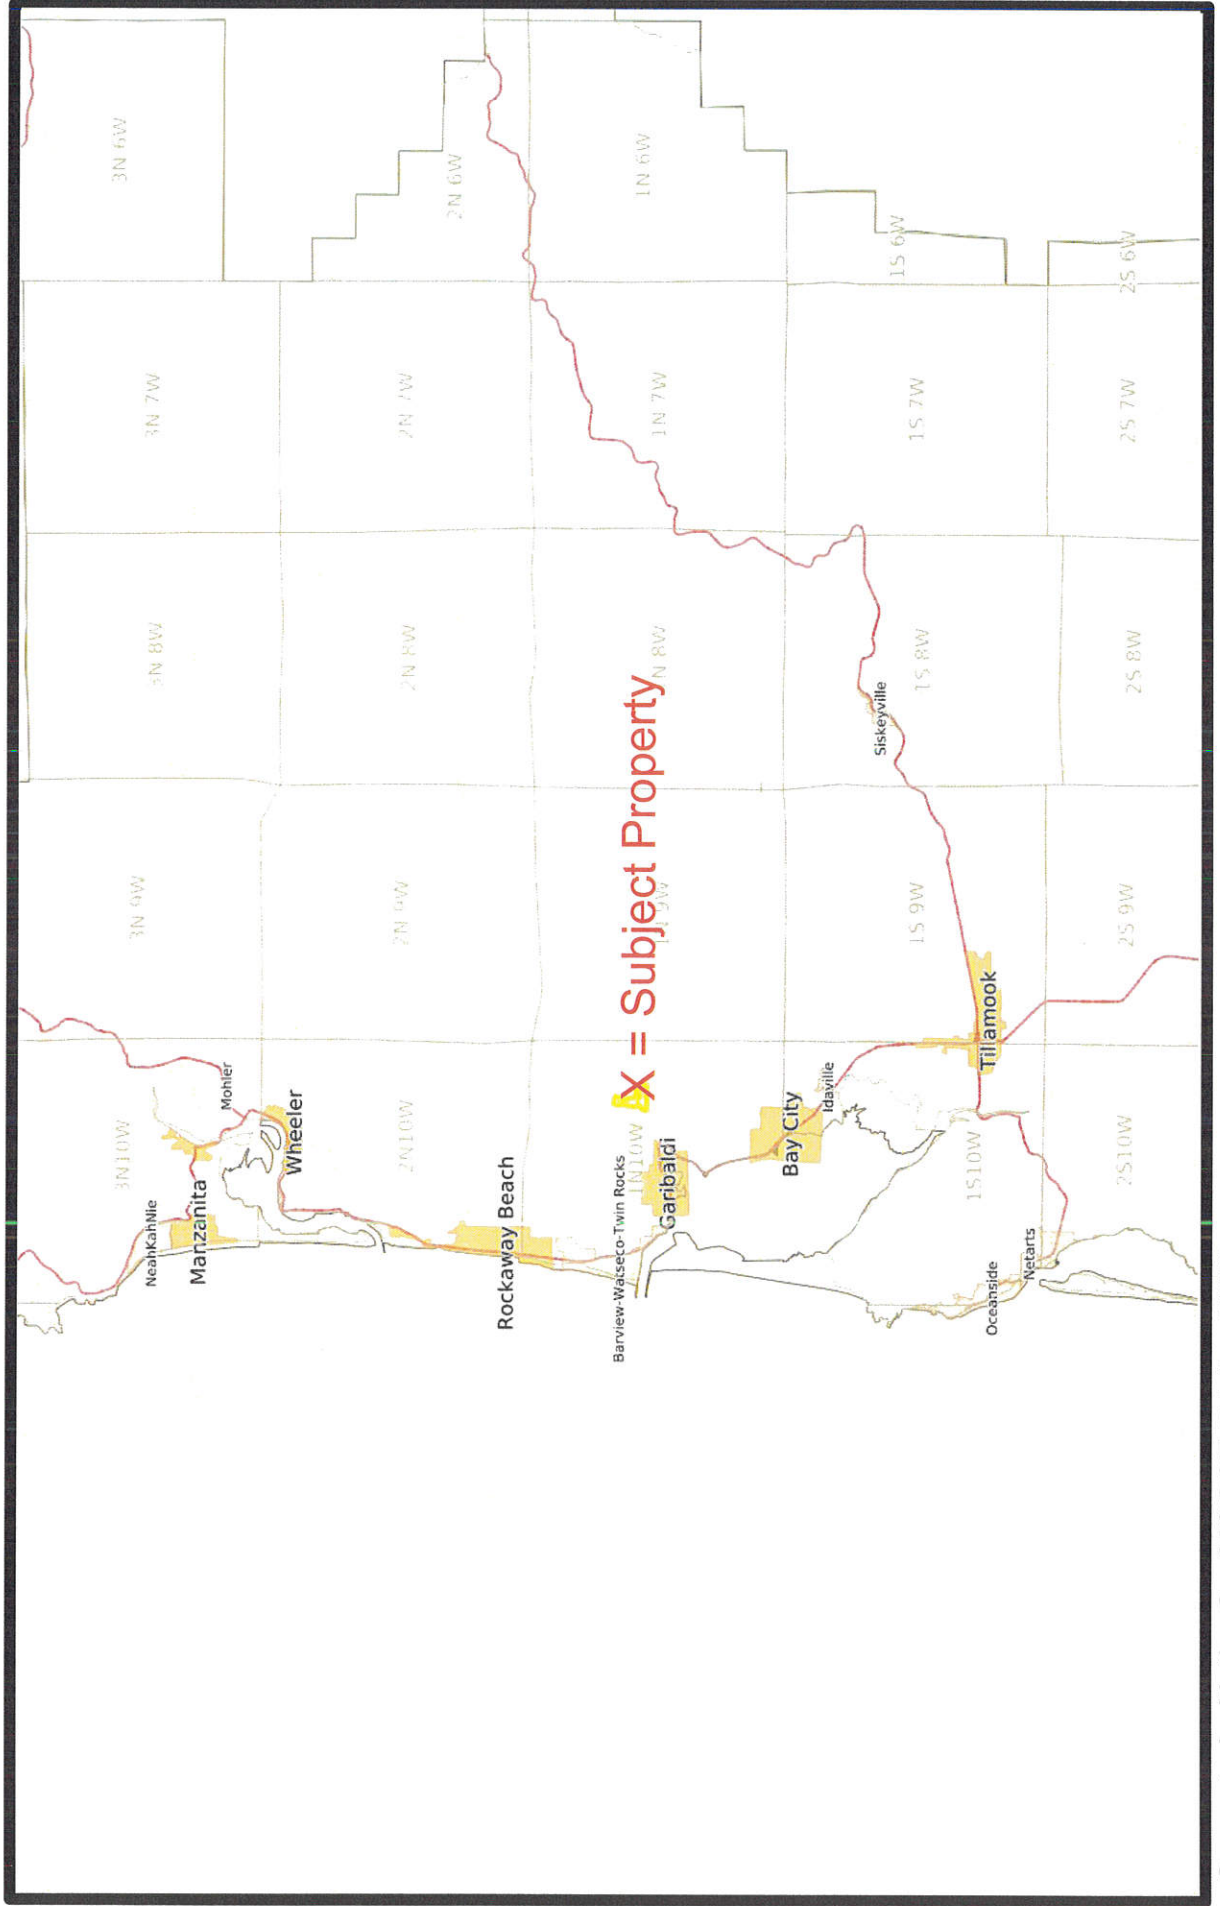 3N10W
3N 9W
3N 8W
3N 7W
3N 6W
NeahKahNie
Manzanita
Mohler
Wheeler
2N10W
2N 9W
2N 8W
2N 7W
2N 6W
Rockaway Beach
Barview-Watseco-Twin Rocks
X = Subject Property
1N10W
1N 9W
N 8W
1N 7W
1N 6W
Garibaldi
Bay City
Idaville
Siskeyville
1S10W
1S 9W
1S 8W
1S 7W
1S 6W
Tillamook
Oceanside
Netarts
2S10W
2S 9W
2S 8W
2S 7W
2S 6W